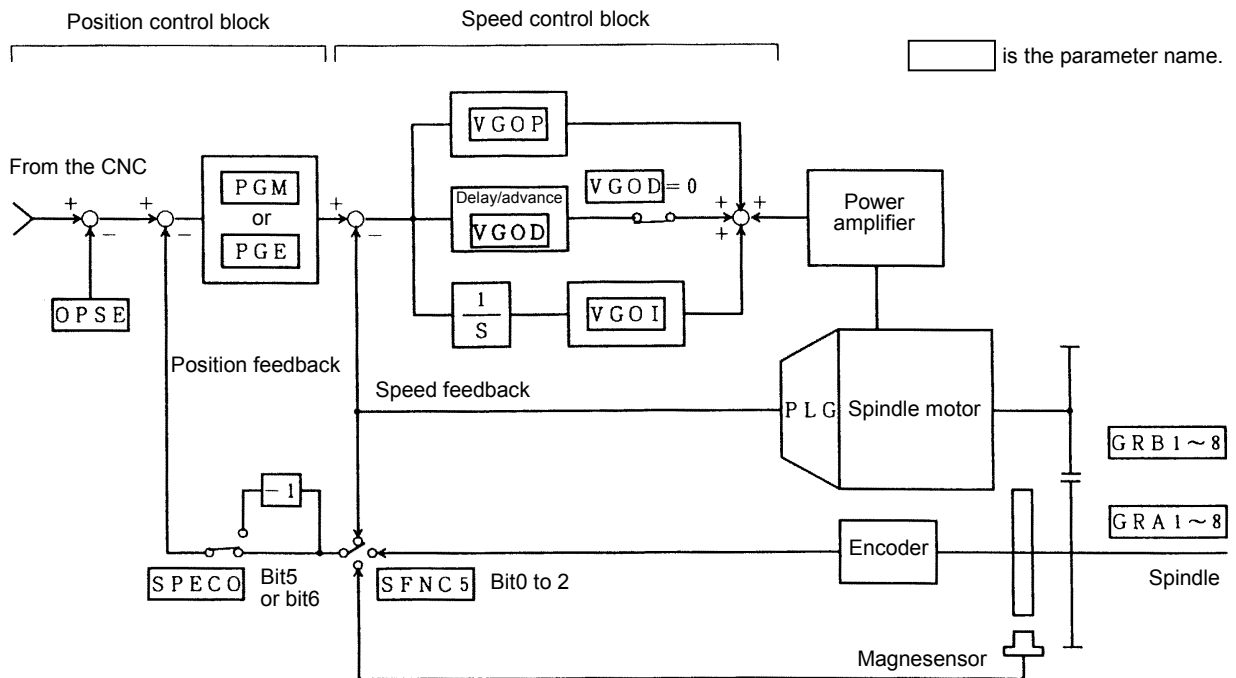 Position control block
Speed control block
is the parameter name.
VGOP
From the CNC
PGM
or
PGE
Delay/advance
VGOD
VGOD=0
Power
amplifier
+
−
+
−
+
−
+
+
+
+
OPSE
1
S
VGOI
Position feedback
Speed feedback
PLG
Spindle motor
GRB1～8
−1
GRA1～8
Encoder
SPECO
Bit5
or bit6
SFNC5
Bit0 to 2
Spindle
Magnesensor